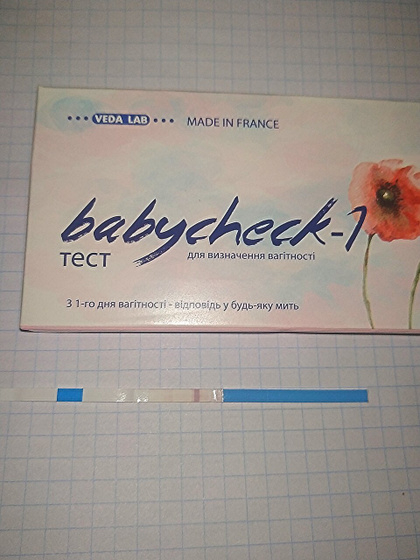 VEDA LAB
MADE IN FRANCE
babycheck-1
тест
для визначення вагітності
З 1-го дня вагітності - відповідь у будь-яку мить